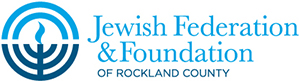 Jewish Federation
& Foundation
OF ROCKLAND COUNTY